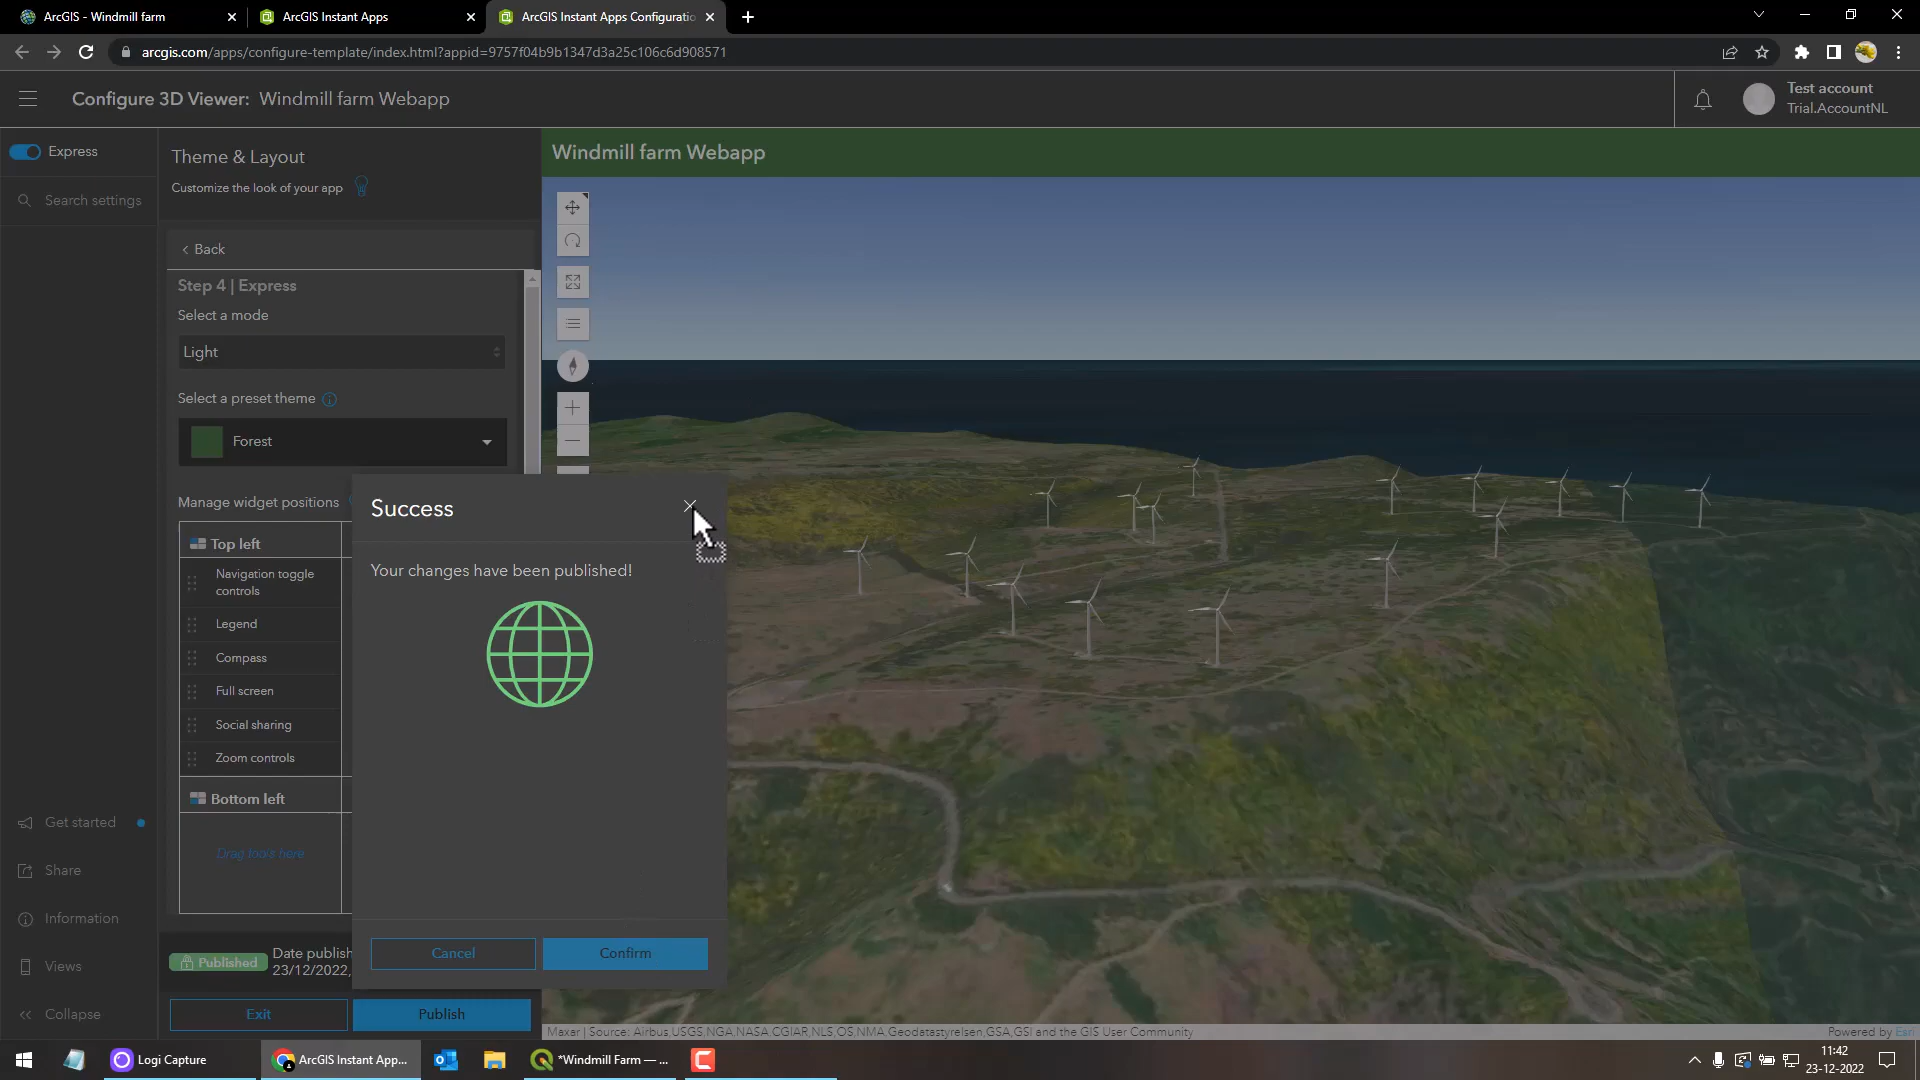 ArcGIS - Windmill farm
ArcGIS Instant Apps
ArcGIS Instant Apps Configuratio
arcgis.com/apps/configure-template/index.html?appid=9757f04b9b1347d3a25c106c6d908571
Configure 3D Viewer: Windmill farm Webapp
Test account
Trial.AccountNL
Express
Search settings
Theme & Layout
Customize the look of your app
Windmill farm Webapp
Back
Step 4 | Express
Select a mode
Light
Select a preset theme
Forest
Manage widget positions
Top left
Navigation toggle
controls
Legend
Compass
Full screen
Social sharing
Zoom controls
Bottom left
Drag tools here
Success
Your changes have been published!
Cancel
Confirm
Get started
Share
Information
Views
Collapse
Published
Date publish
23/12/2022,
Exit
Publish
Maxar | Source: Airbus,USGS,NGA,NASA,CGIAR,NLS,OS,NMA,Geodatastyrelsen,GSA,GSI and the GIS User Community
Powered by Esri
Logi Capture
ArcGIS Instant App...
*Windmill Farm — ...
11:42
23-12-2022